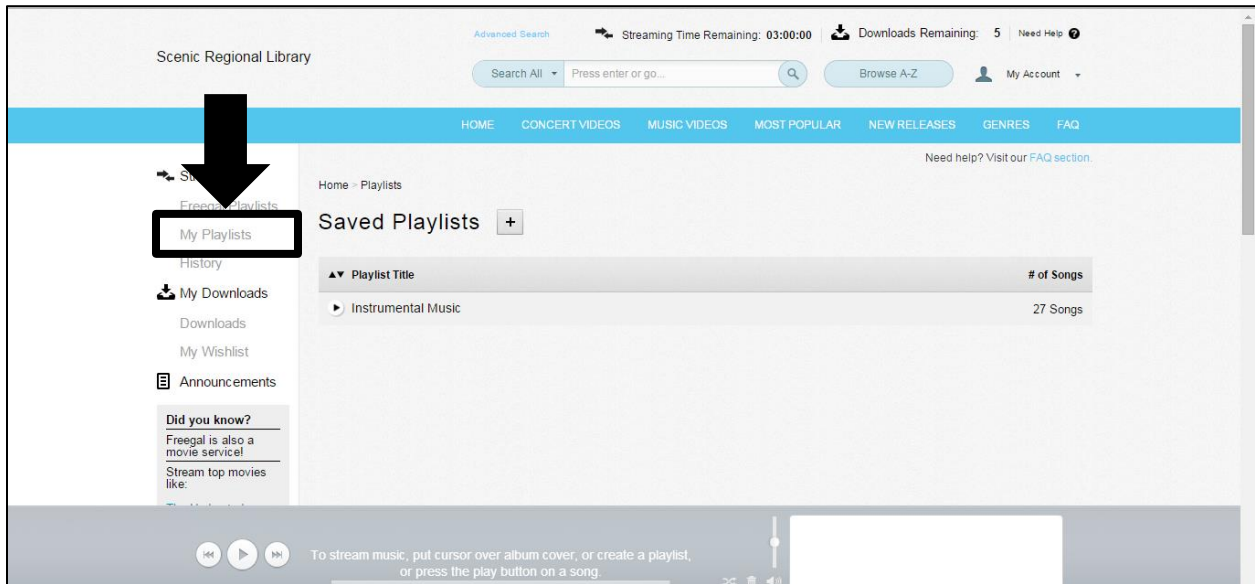 Advanced Search
Streaming Time Remaining: 03:00:00
Downloads Remaining: 5
Need Help
Scenic Regional Library
Search All
Press enter or go...
Browse A-Z
My Account
HOME CONCERT VIDEOS MUSIC VIDEOS MOST POPULAR NEW RELEASES GENRES FAQ
Need help? Visit our FAQ section.
Home > Playlists
Freegal Playlists
My Playlists
History
My Downloads
Downloads
My Wishlist
Announcements
Did you know?
Freegal is also a
movie service!
Stream top movies
like:
Saved Playlists +
Playlist Title # of Songs
Instrumental Music 27 Songs
To stream music, put cursor over album cover, or create a playlist,
or press the play button on a song.